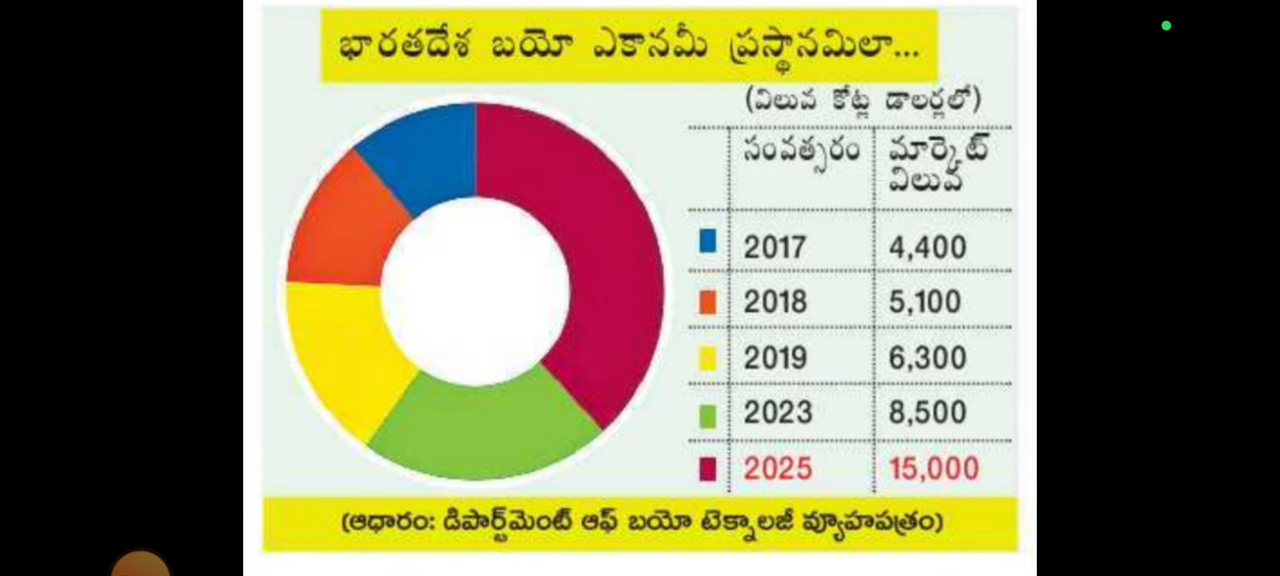 భారతదేశ బయో ఎకానమీ ప్రస్థానమిలా...
(విలువ కోట్ల డాలర్లలో)
సంవత్సరం మార్కెట్ విలువ
2017 4,400
2018 5,100
2019 6,300
2023 8,500
2025 15,000
(ఆధారం: డిపార్ట్‌మెంట్ ఆఫ్ బయో టెక్నాలజీ వ్యూహపత్రం)